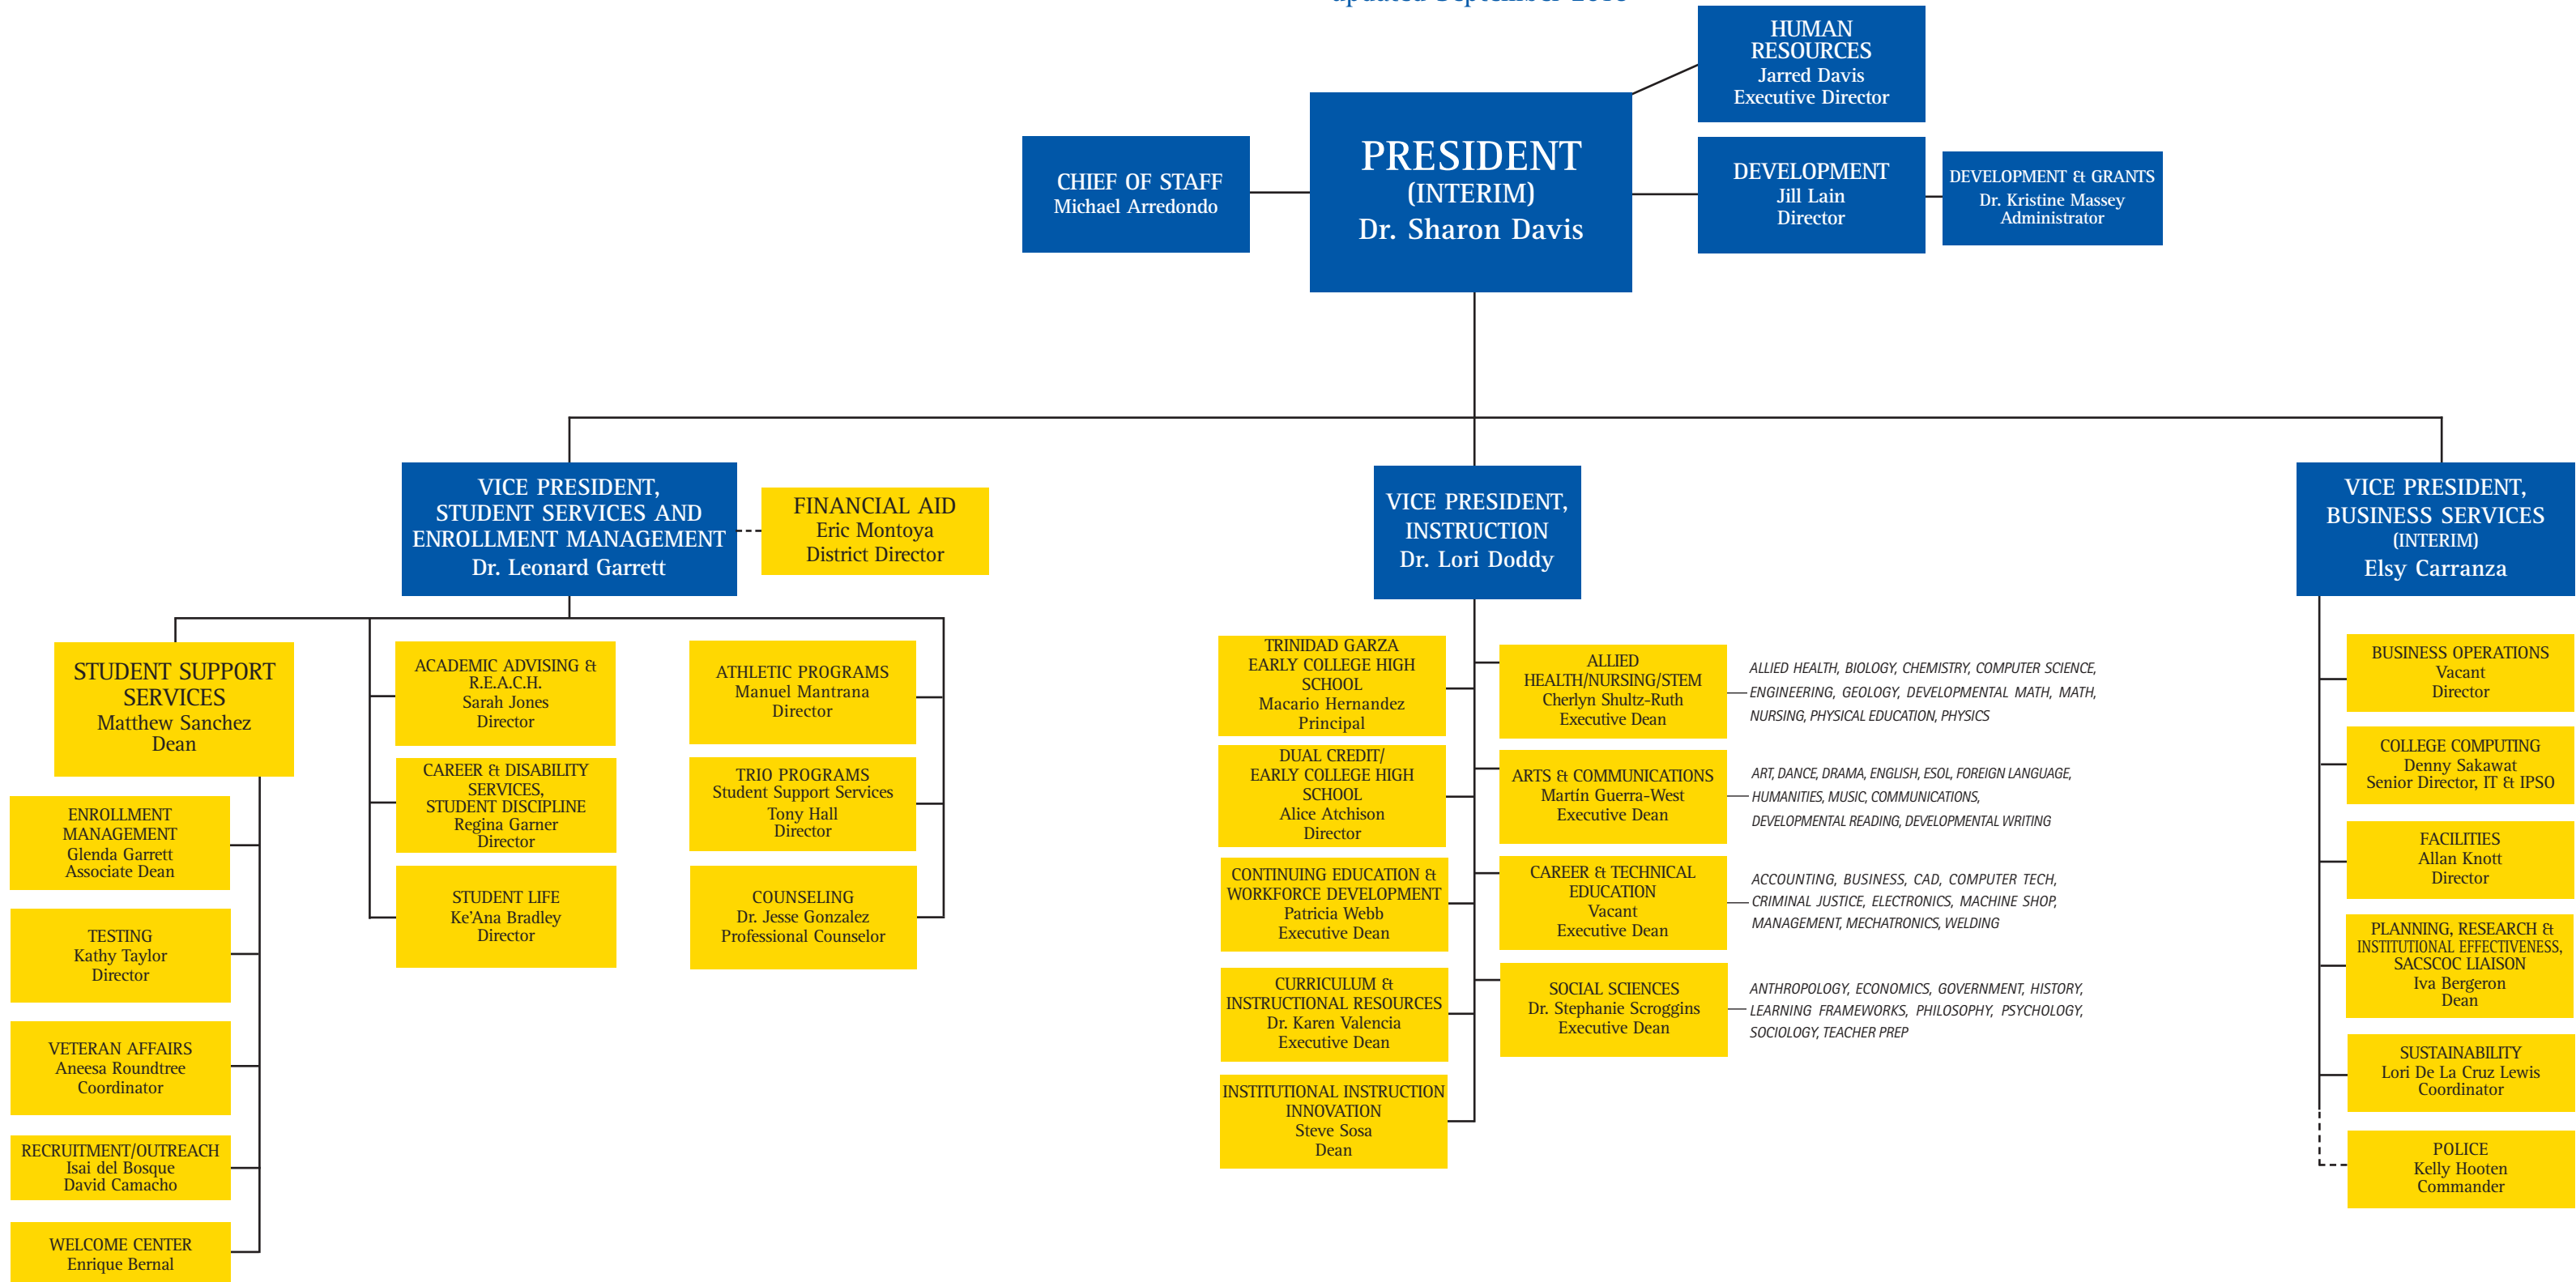 HUMAN
RESOURCES
Jarred Davis
Executive Director
PRESIDENT
(INTERIM)
Dr. Sharon Davis
CHIEF OF STAFF
Michael Arredondo
DEVELOPMENT
Jill Lain
Director
DEVELOPMENT & GRANTS
Dr. Kristine Massey
Administrator
VICE PRESIDENT,
STUDENT SERVICES AND
ENROLLMENT MANAGEMENT
Dr. Leonard Garrett
FINANCIAL AID
Eric Montoya
District Director
VICE PRESIDENT,
INSTRUCTION
Dr. Lori Doddy
VICE PRESIDENT,
BUSINESS SERVICES
(INTERIM)
Elsy Carranza
STUDENT SUPPORT
SERVICES
Matthew Sanchez
Dean
ENROLLMENT
MANAGEMENT
Glenda Garrett
Associate Dean
TESTING
Kathy Taylor
Director
VETERAN AFFAIRS
Aneesa Roundtree
Coordinator
RECRUITMENT/OUTREACH
Isai del Bosque
David Camacho
WELCOME CENTER
Enrique Bernal
ACADEMIC ADVISING &
R.E.A.C.H.
Sarah Jones
Director
CAREER & DISABILITY
SERVICES,
STUDENT DISCIPLINE
Regina Garner
Director
STUDENT LIFE
Ke'Ana Bradley
Director
ATHLETIC PROGRAMS
Manuel Mantrana
Director
TRIO PROGRAMS
Student Support Services
Tony Hall
Director
COUNSELING
Dr. Jesse Gonzalez
Professional Counselor
TRINIDAD GARZA
EARLY COLLEGE HIGH
SCHOOL
Macario Hernandez
Principal
DUAL CREDIT/
EARLY COLLEGE HIGH
SCHOOL
Alice Atchison
Director
CONTINUING EDUCATION &
WORKFORCE DEVELOPMENT
Patricia Webb
Executive Dean
CURRICULUM &
INSTRUCTIONAL RESOURCES
Dr. Karen Valencia
Executive Dean
INSTITUTIONAL INSTRUCTION
INNOVATION
Steve Sosa
Dean
ALLIED
HEALTH/NURSING/STEM
Cherlyn Shultz-Ruth
Executive Dean
ALLIED HEALTH, BIOLOGY, CHEMISTRY, COMPUTER SCIENCE,
ENGINEERING, GEOLOGY, DEVELOPMENTAL MATH, MATH,
NURSING, PHYSICAL EDUCATION, PHYSICS
ARTS & COMMUNICATIONS
Martín Guerra-West
Executive Dean
ART, DANCE, DRAMA, ENGLISH, ESOL, FOREIGN LANGUAGE,
HUMANITIES, MUSIC, COMMUNICATIONS,
DEVELOPMENTAL READING, DEVELOPMENTAL WRITING
CAREER & TECHNICAL
EDUCATION
Vacant
Executive Dean
ACCOUNTING, BUSINESS, CAD, COMPUTER TECH,
CRIMINAL JUSTICE, ELECTRONICS, MACHINE SHOP,
MANAGEMENT, MECHATRONICS, WELDING
SOCIAL SCIENCES
Dr. Stephanie Scroggins
Executive Dean
ANTHROPOLOGY, ECONOMICS, GOVERNMENT, HISTORY,
LEARNING FRAMEWORKS, PHILOSOPHY, PSYCHOLOGY,
SOCIOLOGY, TEACHER PREP
BUSINESS OPERATIONS
Vacant
Director
COLLEGE COMPUTING
Denny Sakawat
Senior Director, IT & IPSO
FACILITIES
Allan Knott
Director
PLANNING, RESEARCH &
INSTITUTIONAL EFFECTIVENESS,
SACSCOC LIAISON
Iva Bergeron
Dean
SUSTAINABILITY
Lori De La Cruz Lewis
Coordinator
POLICE
Kelly Hooten
Commander